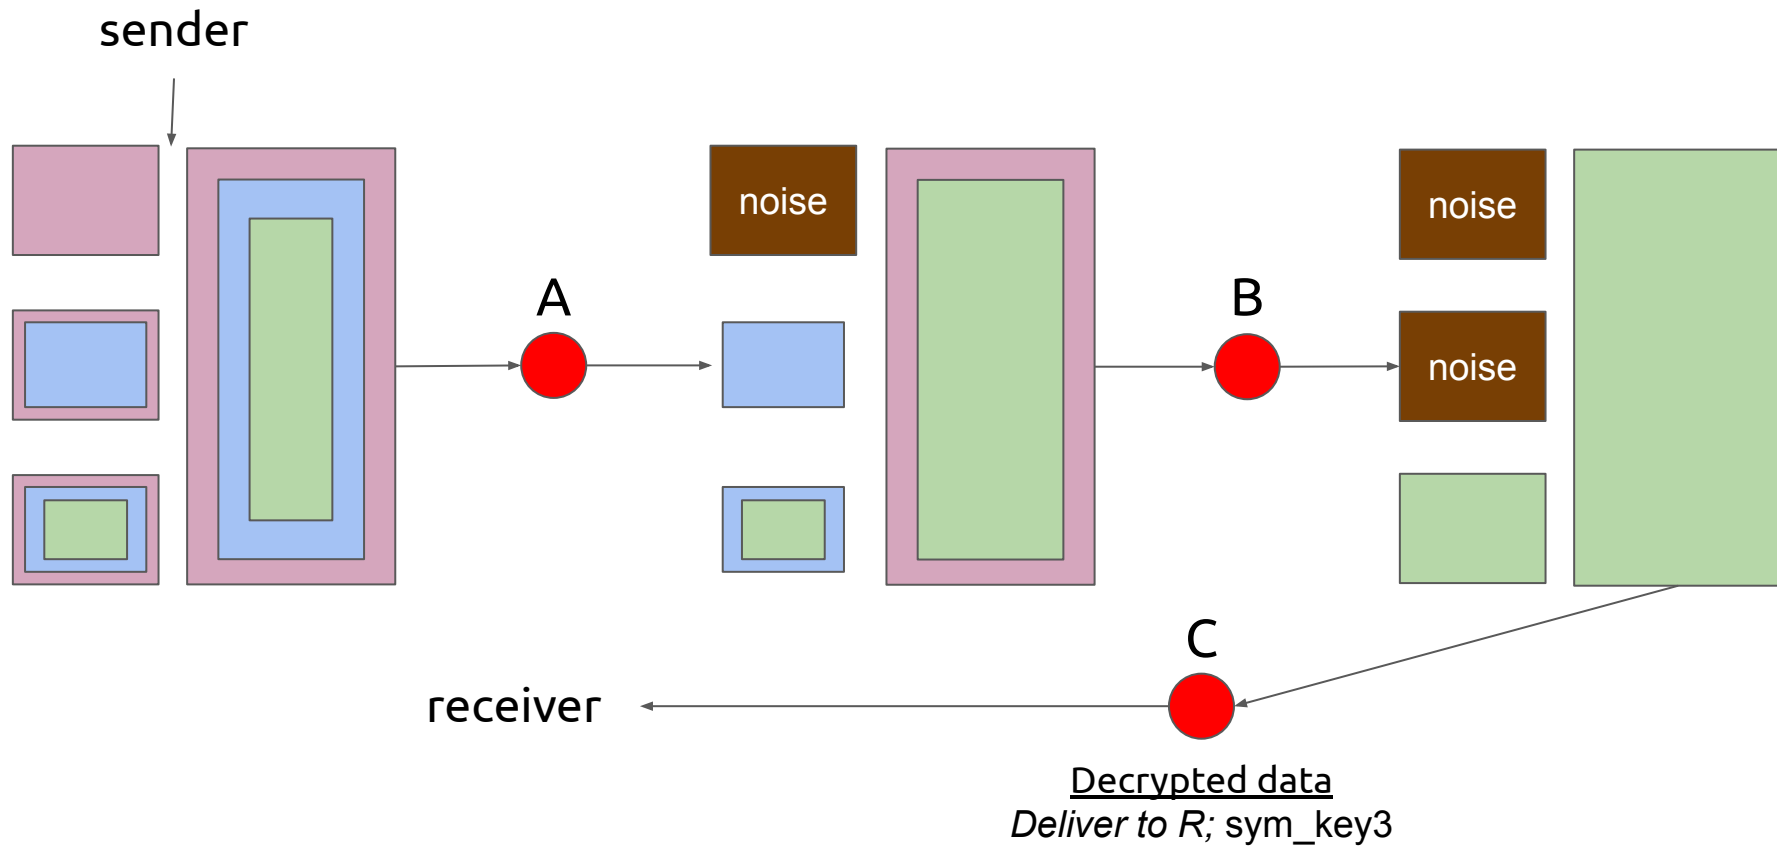 sender
noise
noise
A
B
noise
C
receiver
Decrypted data
Deliver to R; sym_key3